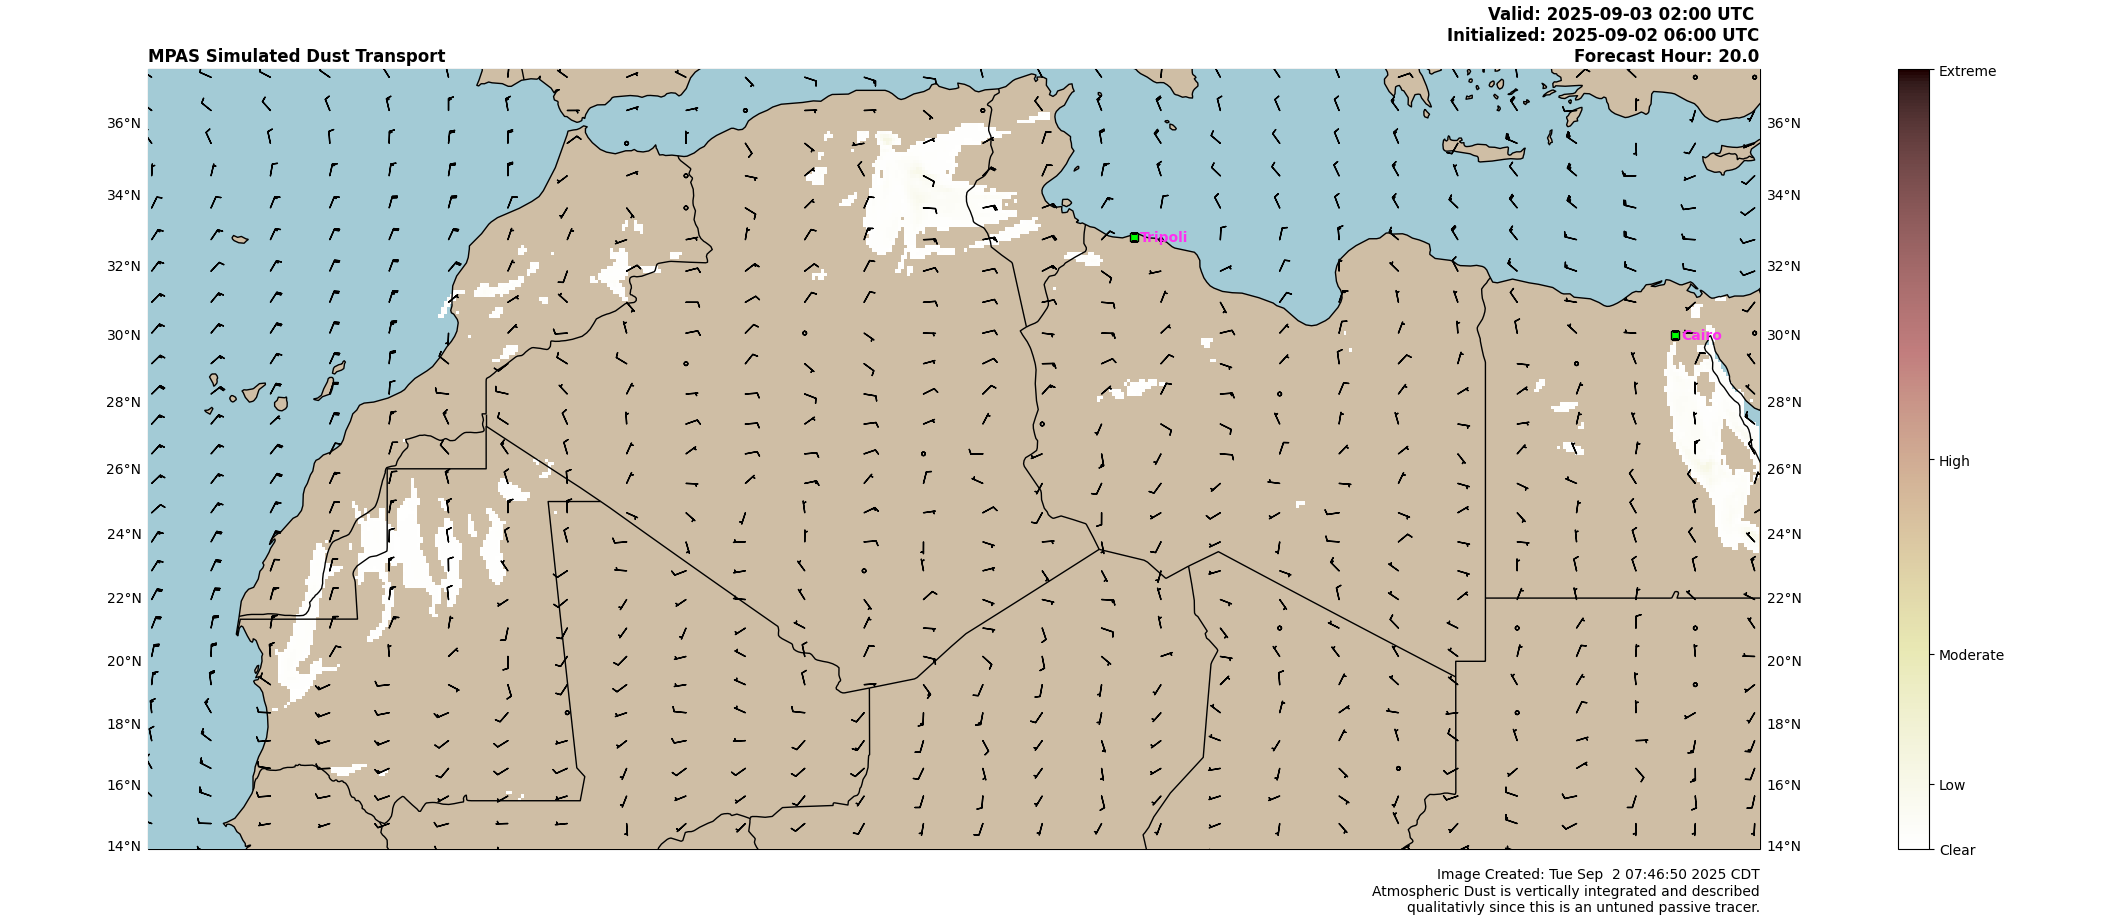 Valid: 2025-09-03 02:00 UTC
Initialized: 2025-09-02 06:00 UTC
MPAS Simulated Dust Transport
Forecast Hour: 20.0
Extreme
36°N
36°N
34°N
34°N
Tripoli
32°N
32°N
30°N
Cairo
30°N
28°N
28°N
26°N
26°N
High
24°N
24°N
22°N
22°N
20°N
20°N
Moderate
18°N
18°N
16°N
16°N
Low
14°N
14°N
Clear
Image Created: Tue Sep  2 07:46:50 2025 CDT
Atmospheric Dust is vertically integrated and described
qualitativly since this is an untuned passive tracer.